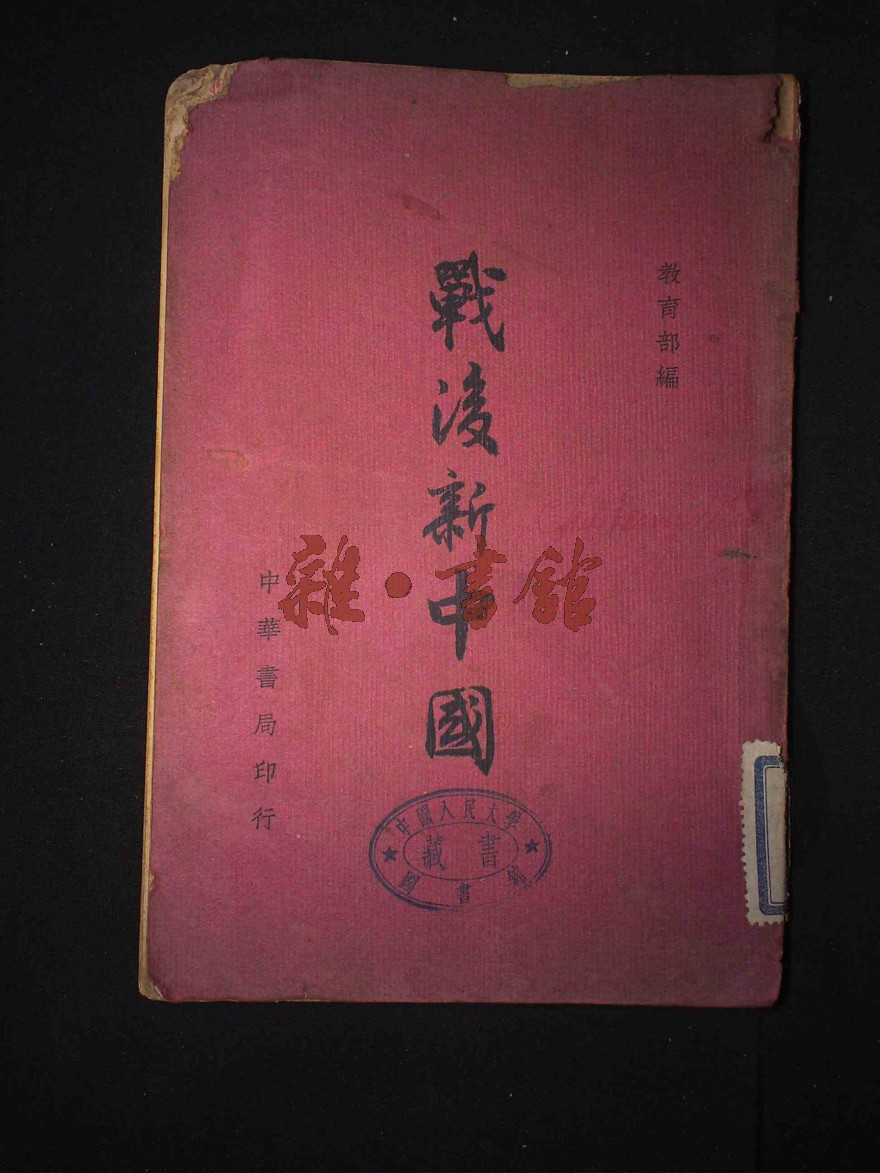 教育部編
戰後新中國
中華書局印行
雜·書館
中國人民大學
圖書館
藏書